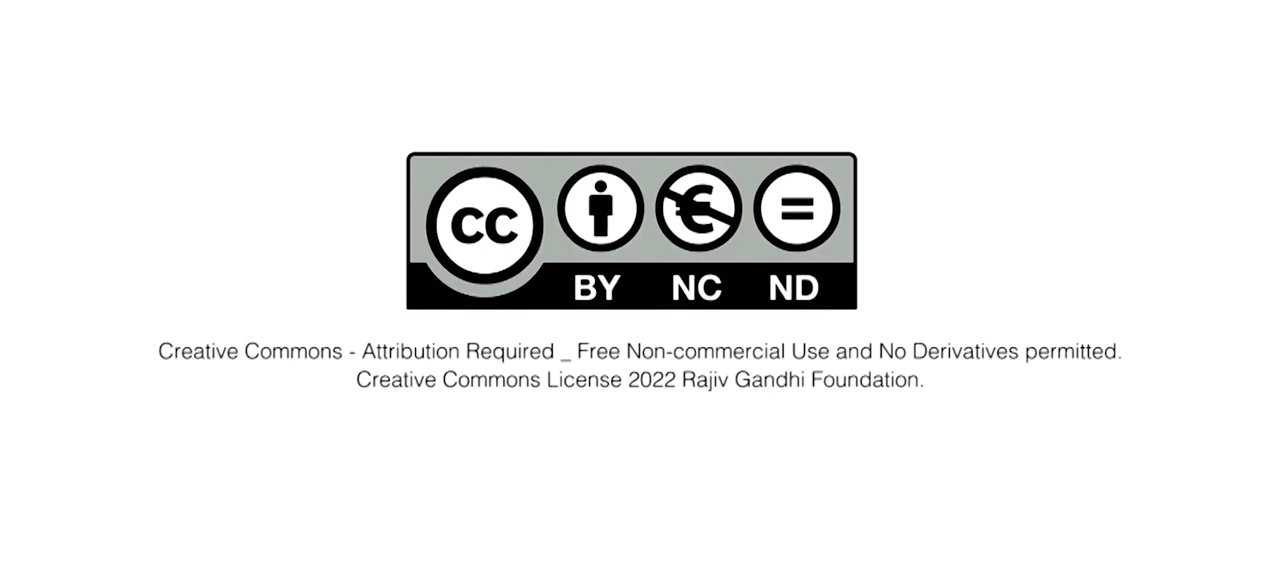 CC
BY NC ND
Creative Commons - Attribution Required _ Free Non-commercial Use and No Derivatives permitted.
Creative Commons License 2022 Rajiv Gandhi Foundation.